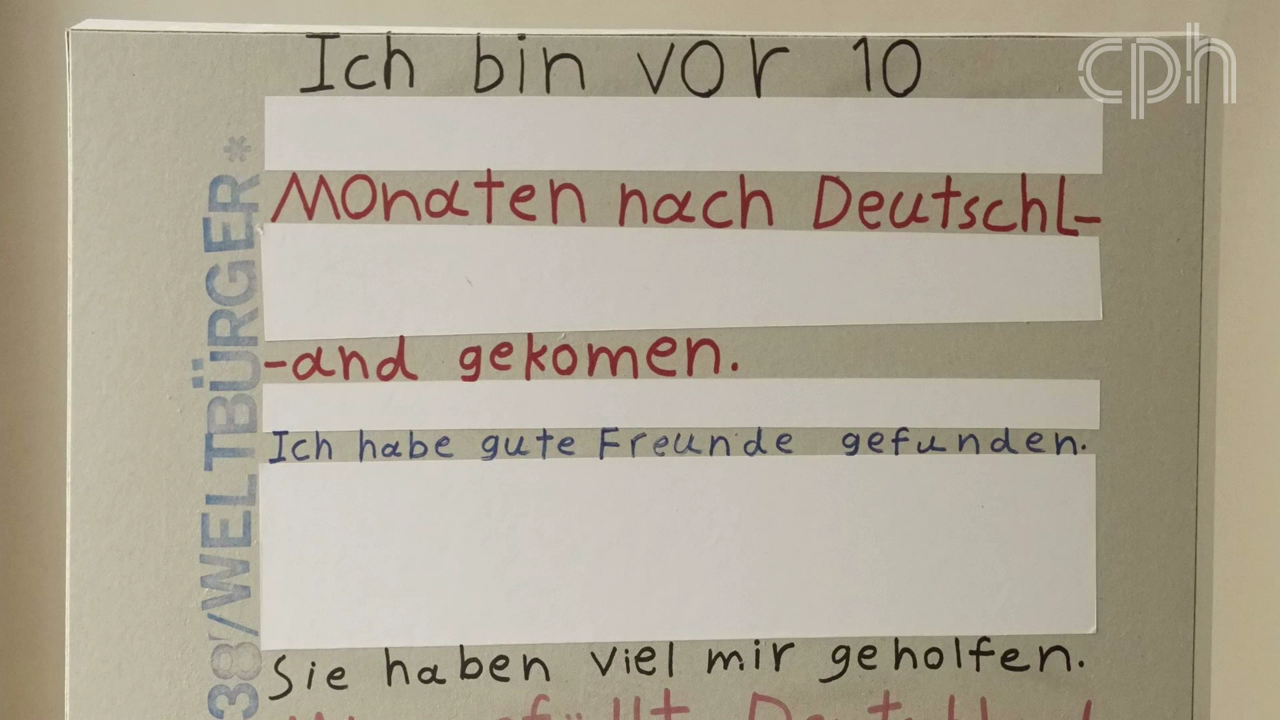 cph
Ich bin vor 10
Monaten nach Deutschl-
-and gekomen.
Ich habe gute Freunde gefunden.
Sie haben viel mir geholfen.
38/WELTBÜRGER*